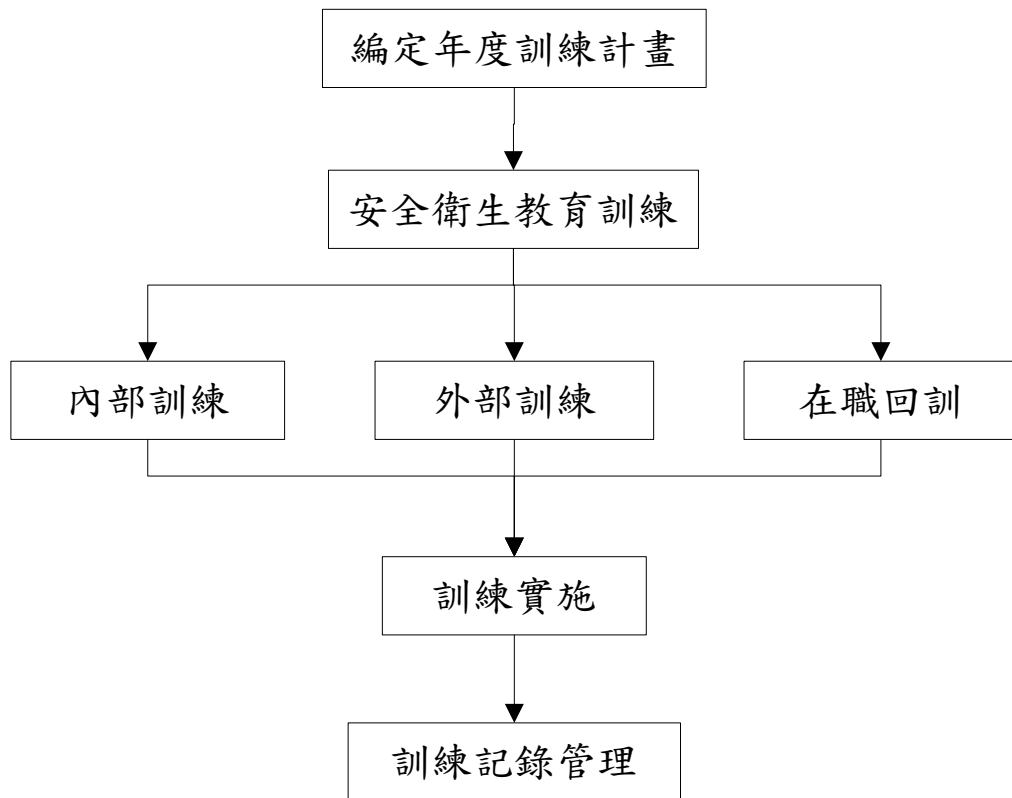 編定年度訓練計畫
安全衛生教育訓練
內部訓練
外部訓練
在職回訓
訓練實施
訓練記錄管理